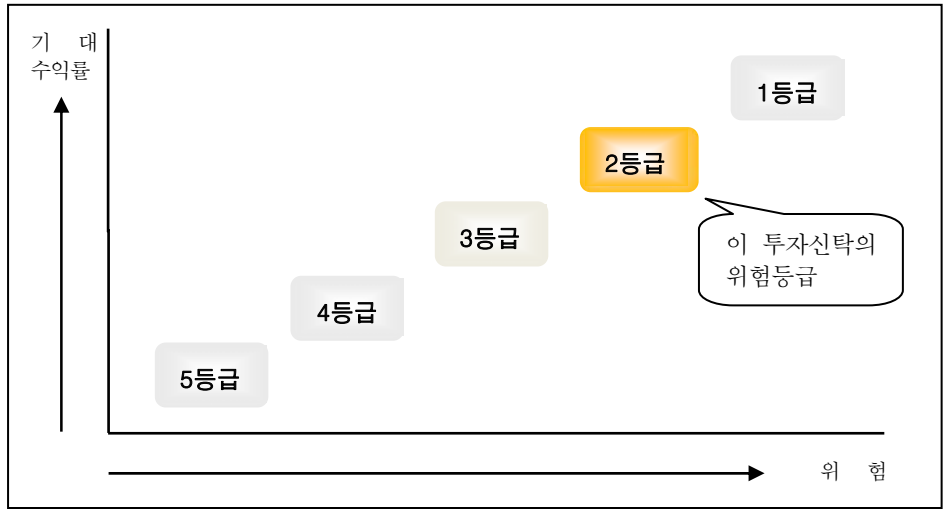 기 대
수익률
1등급
2등급
3등급
이 투자신탁의
위험등급
4등급
5등급
위 험